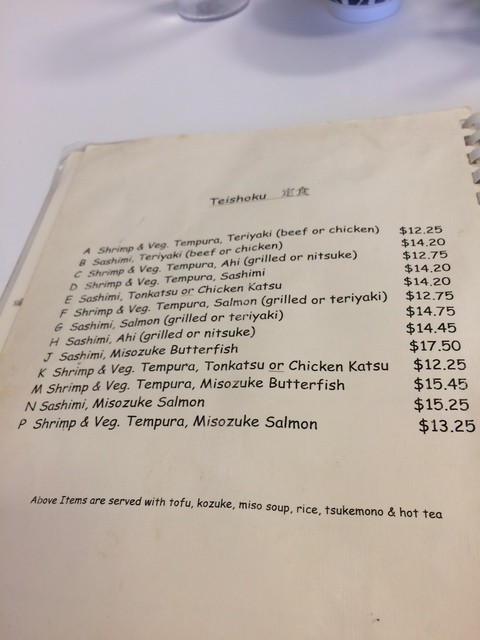 Teishoku 定食
A Shrimp & Veg. Tempura, Teriyaki (beef or chicken) $12.25
B Sashimi, Teriyaki (beef or chicken) $14.20
C Shrimp & Veg. Tempura, Ahi (grilled or nitsuke) $12.75
D Shrimp & Veg. Tempura, Sashimi $14.20
E Sashimi, Tonkatsu or Chicken Katsu $14.20
F Shrimp & Veg. Tempura, Salmon (grilled or teriyaki) $12.75
G Sashimi, Salmon (grilled or teriyaki) $14.75
H Sashimi, Ahi (grilled or nitsuke) $14.45
J Sashimi, Misozuke Butterfish $17.50
K Shrimp & Veg. Tempura, Tonkatsu or Chicken Katsu $12.25
M Shrimp & Veg. Tempura, Misozuke Butterfish $15.45
N Sashimi, Misozuke Salmon $15.25
P Shrimp & Veg. Tempura, Misozuke Salmon $13.25
Above Items are served with tofu, kozuke, miso soup, rice, tsukemono & hot tea